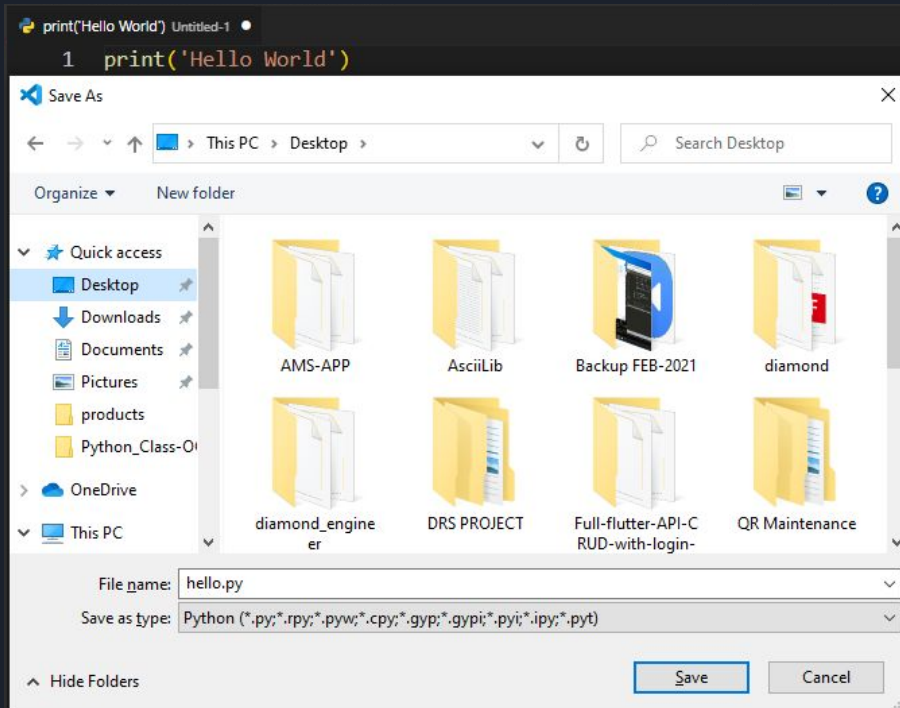 print('Hello World') Untitled-1
1 print('Hello World')
Save As
This PC > Desktop >
Search Desktop
Organize
New folder
Quick access
Desktop
Downloads
Documents
Pictures
products
Python_Class-O
OneDrive
This PC
AMS-APP
AsciiLib
Backup FEB-2021
diamond
diamond_engine
er
DRS PROJECT
Full-flutter-API-C
RUD-with-login-
QR Maintenance
File name: hello.py
Save as type: Python (*.py;*.rpy;*.pyw;*.cpy;*.gyp;*.gypi;*.pyi;*.ipy;*.pyt)
Hide Folders
Save
Cancel